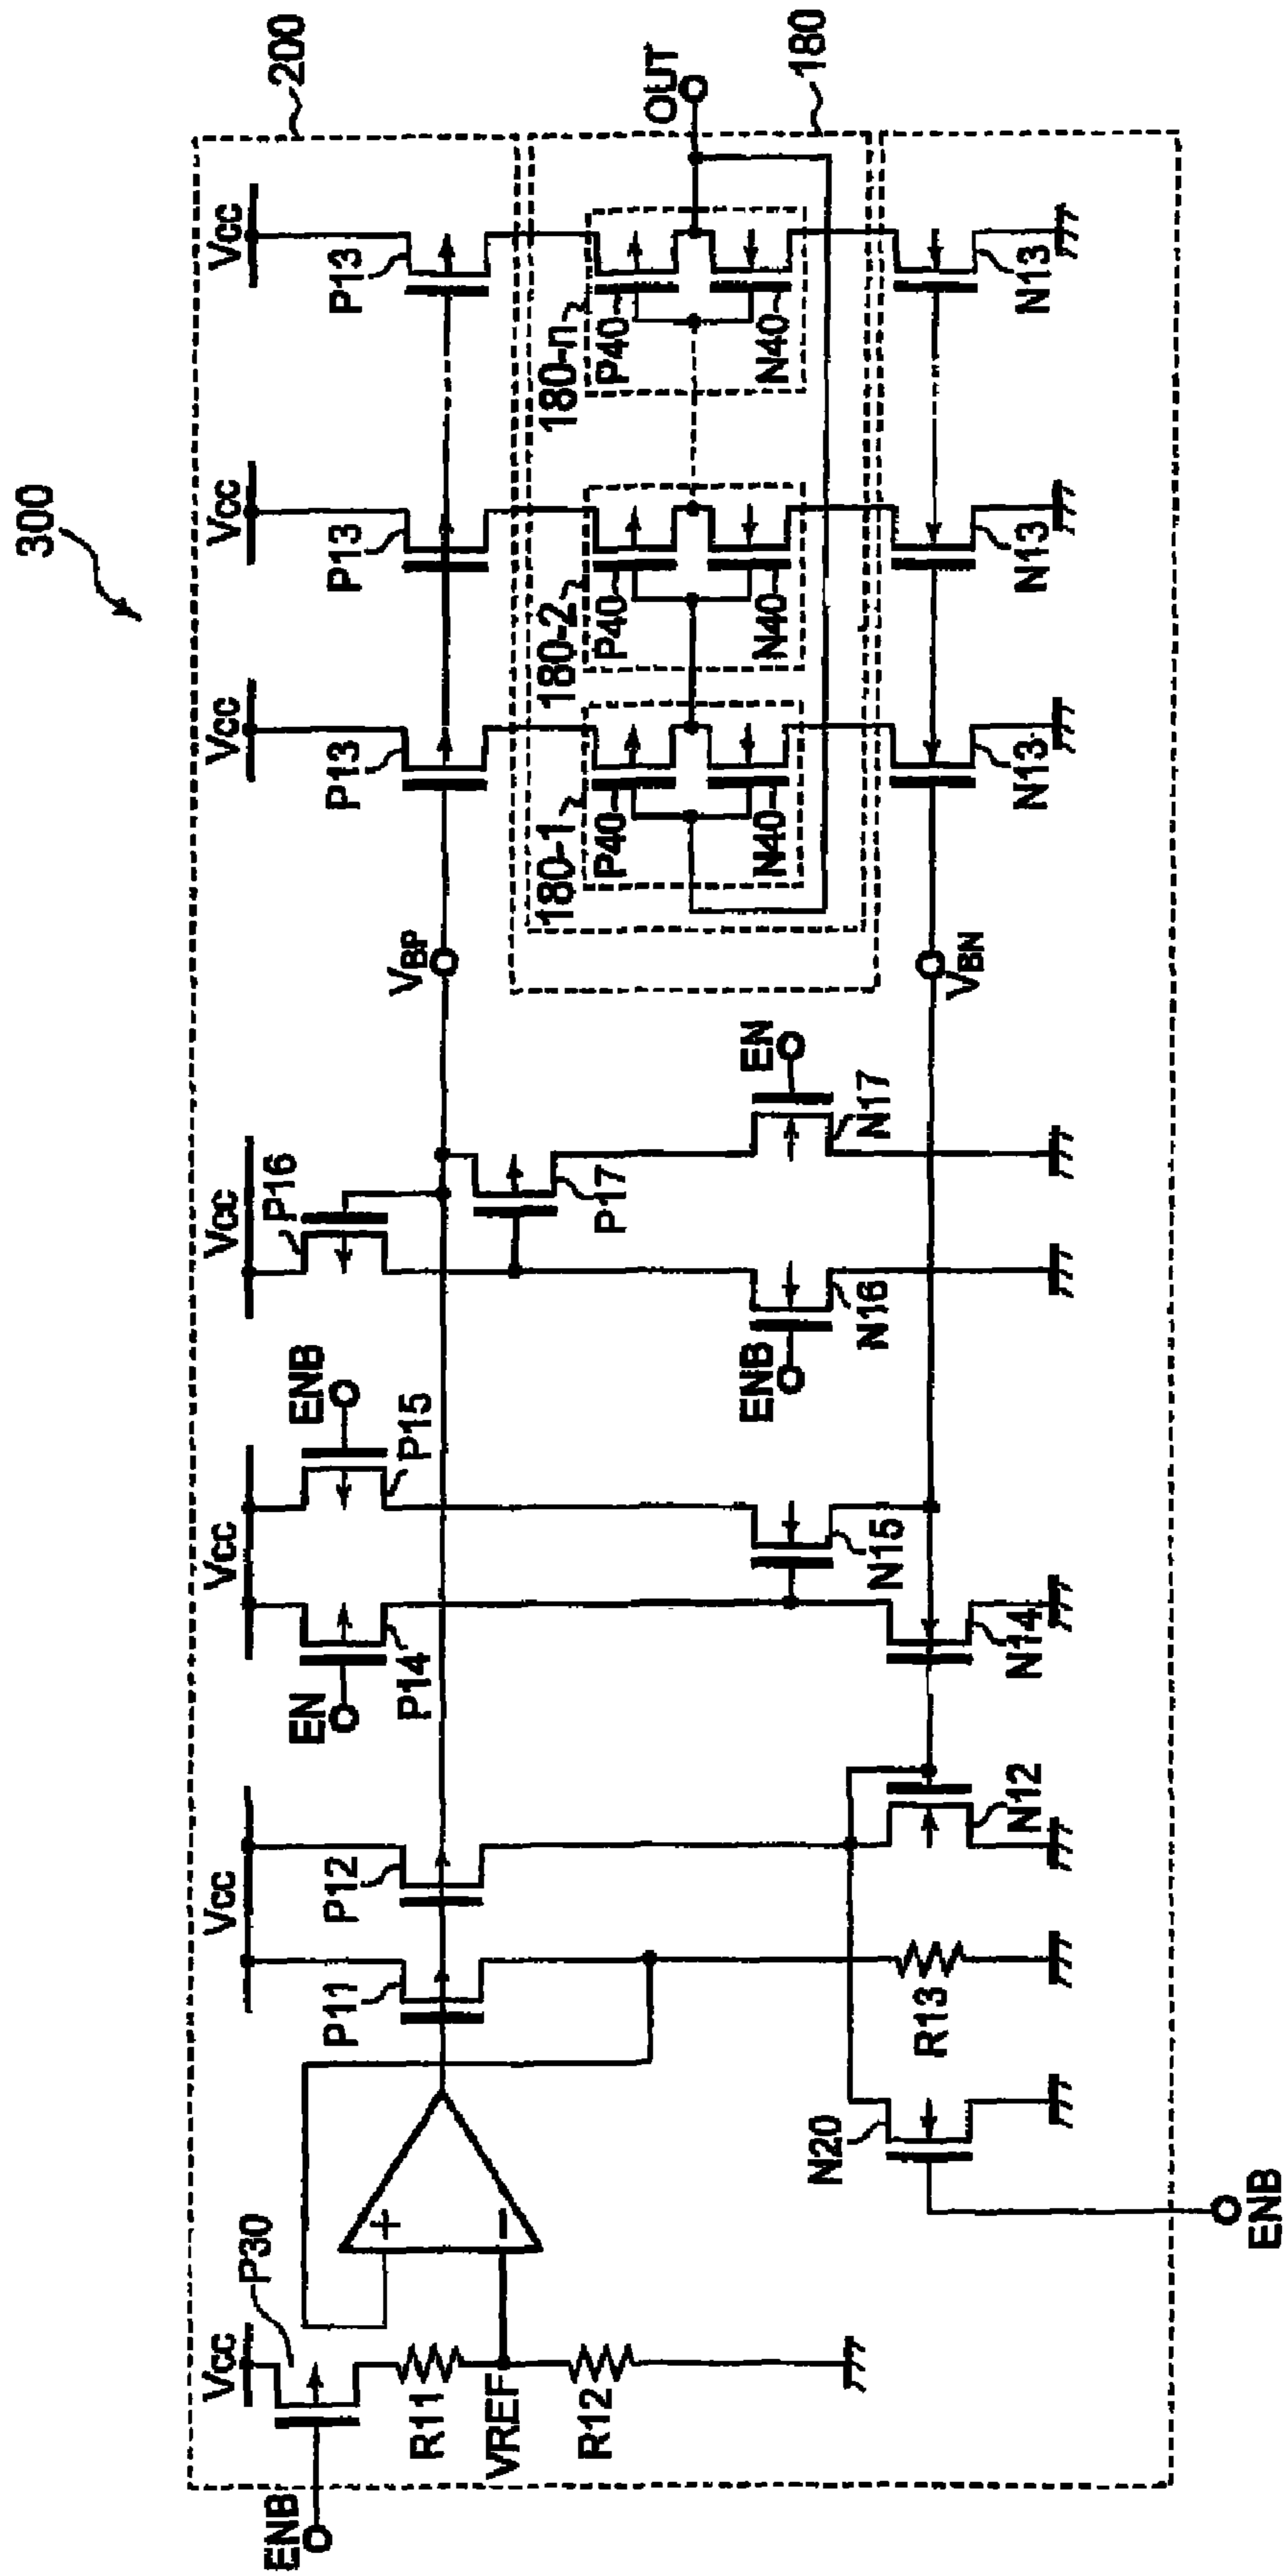 300
200
Vcc
Vcc
Vcc
Vcc
Vcc
Vcc
Vcc
P30
ENB
R11
VREF
R12
+
−
P11
P12
R13
N20
ENB
N12
EN
P14
ENB
P15
N15
N14
P16
ENB
N16
P17
EN
N17
VBP
VBN
P13
P13
P13
180-1
P40
N40
180-2
P40
N40
180-n
P40
N40
N13
N13
N13
OUT
180